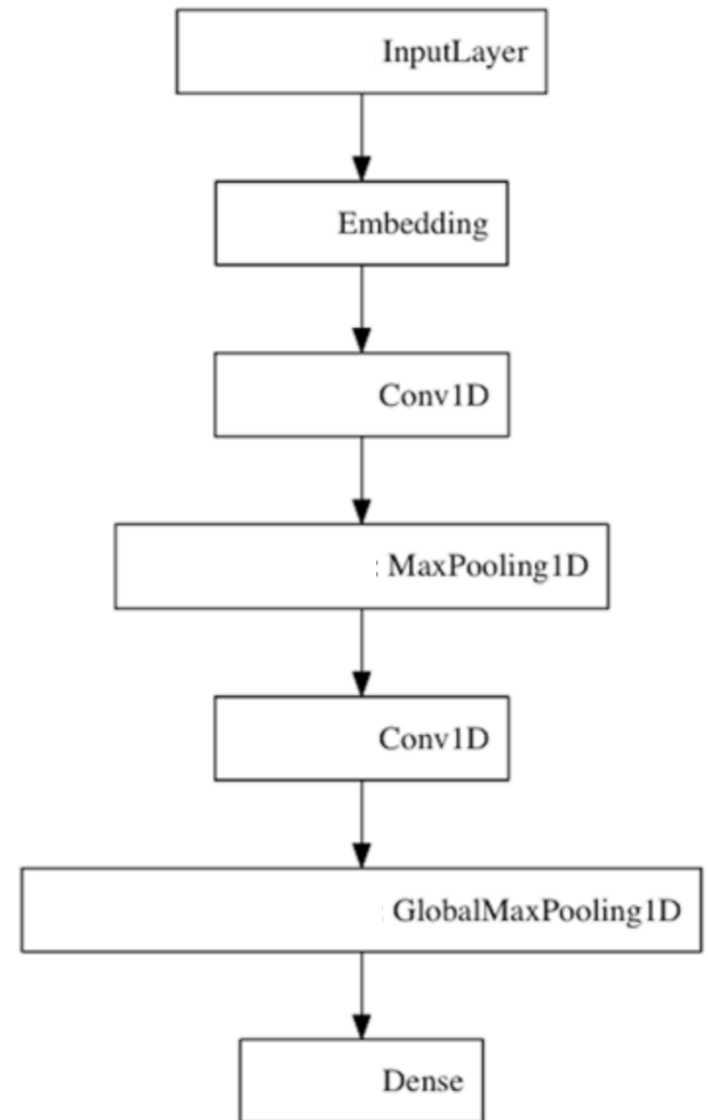 InputLayer
Embedding
Conv1D
: MaxPooling1D
Conv1D
: GlobalMaxPooling1D
Dense